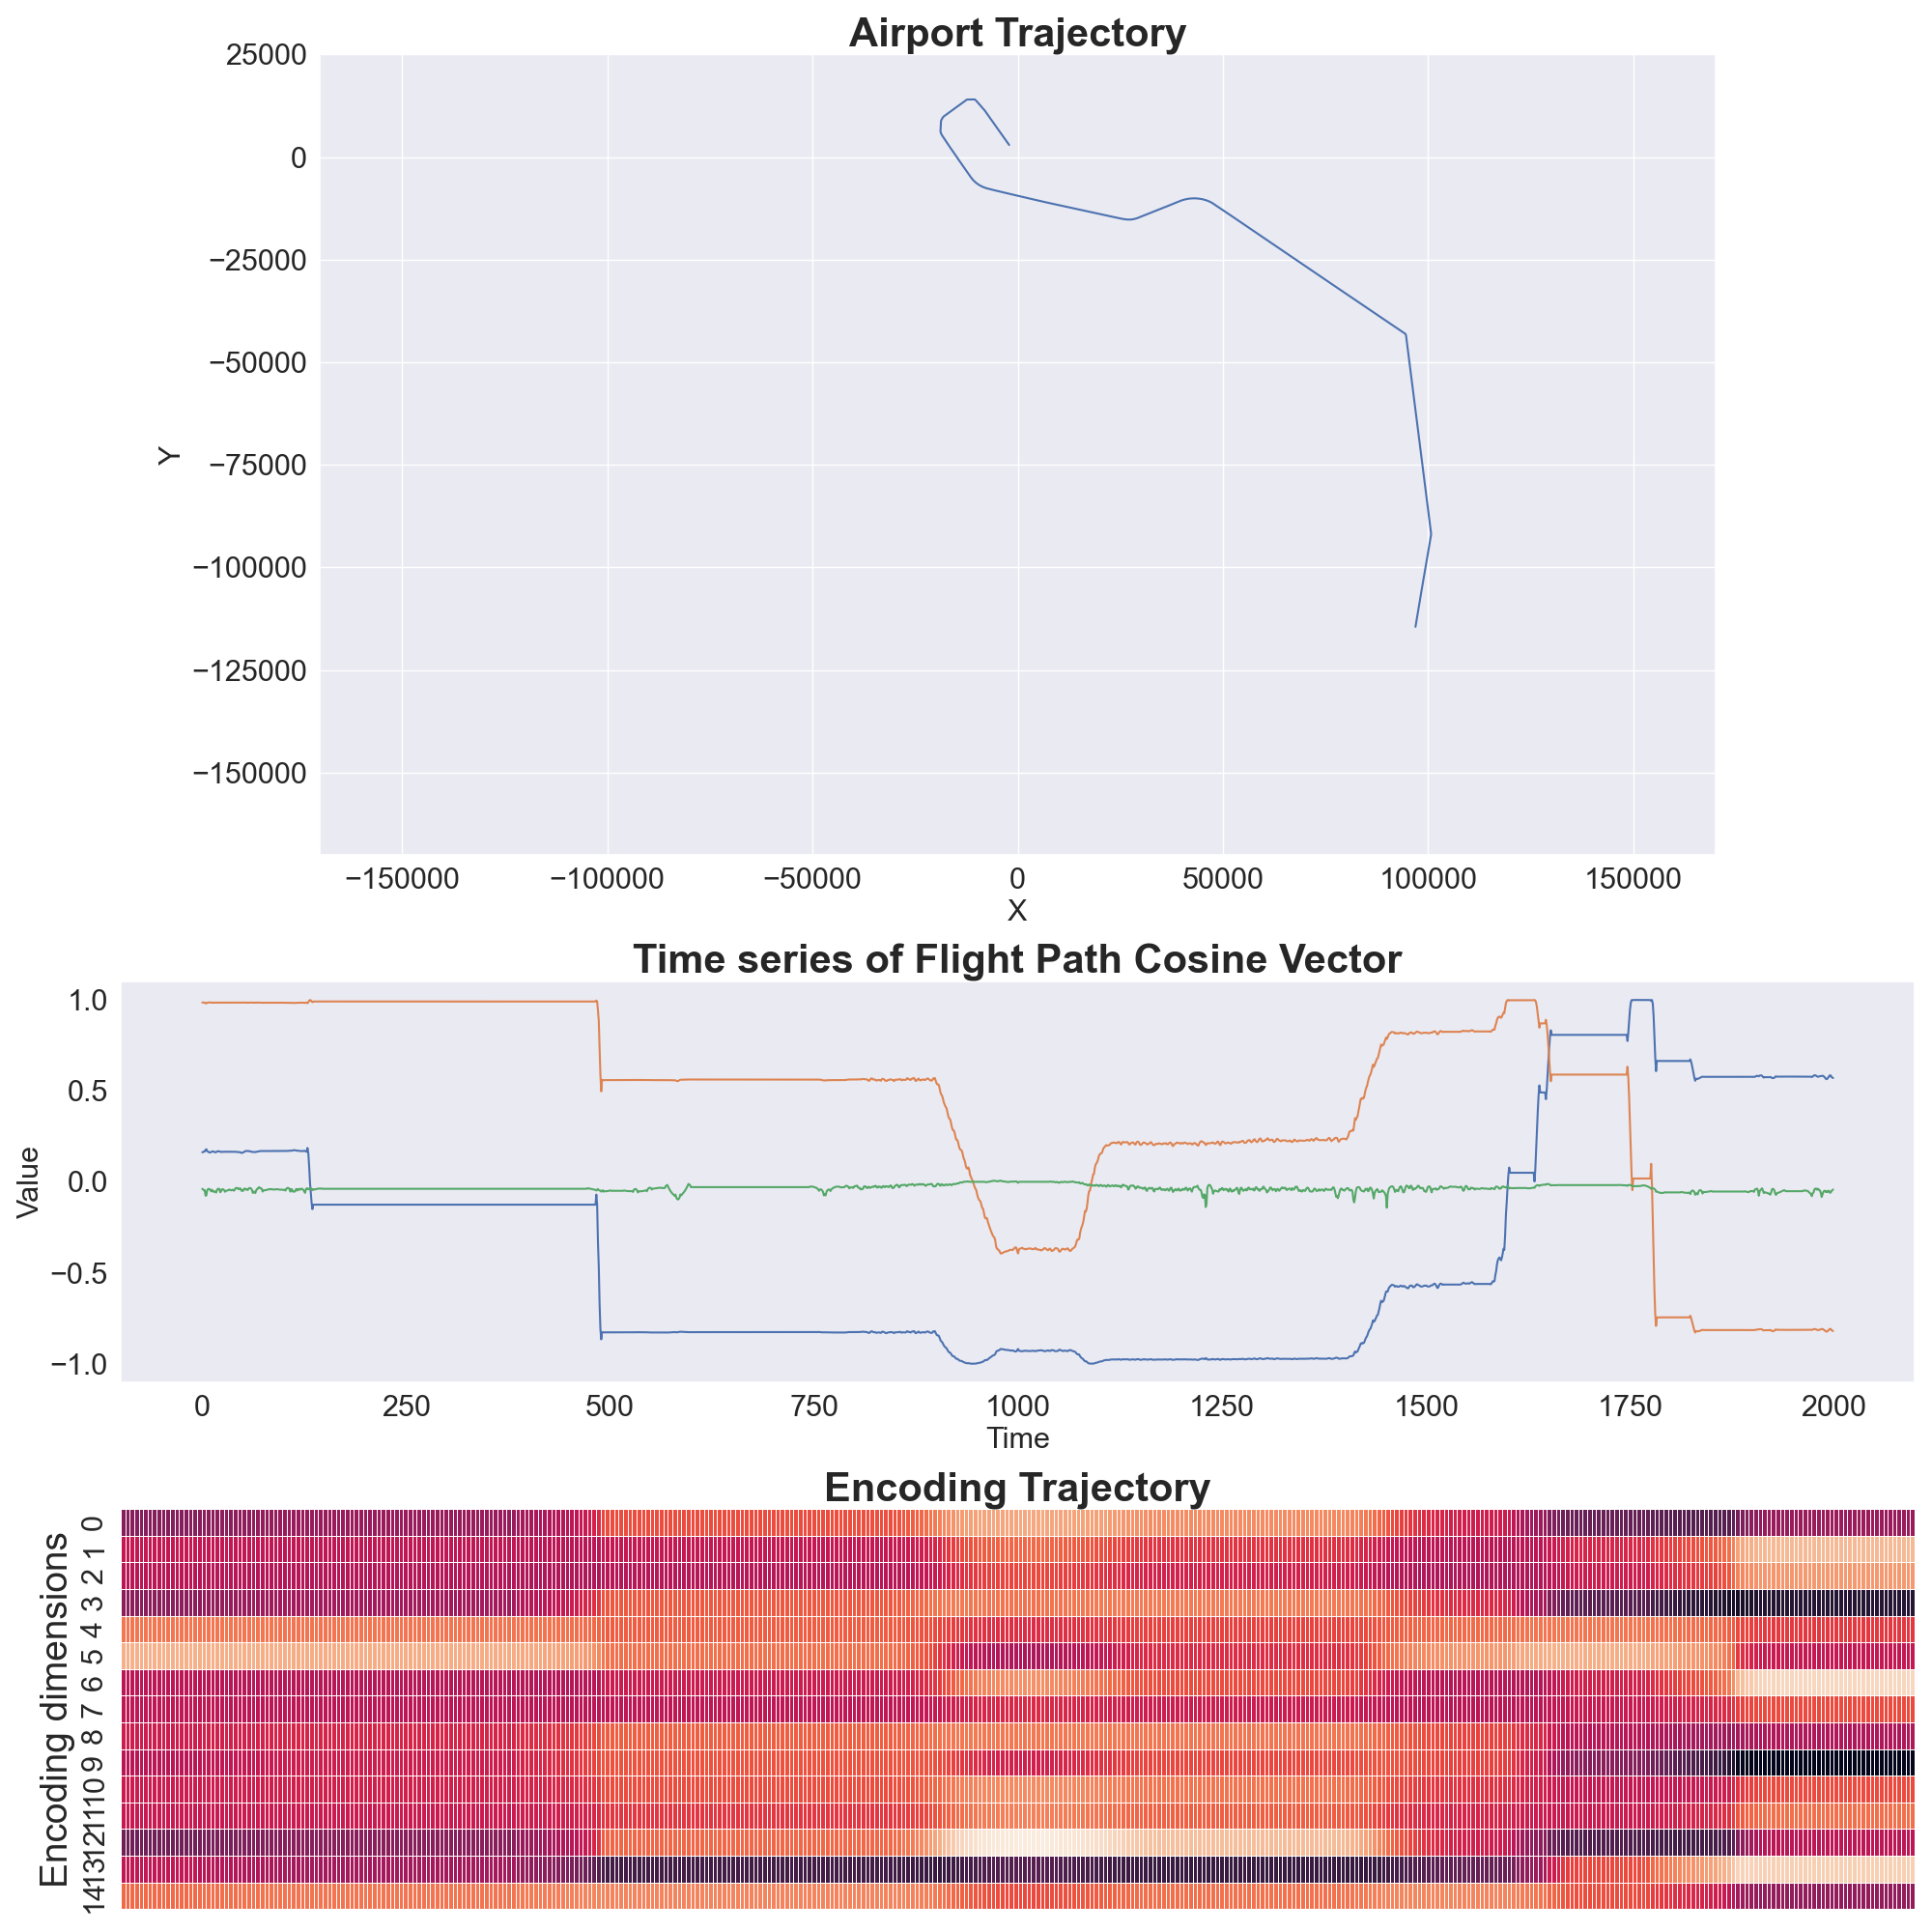 Airport Trajectory
25000
0
−25000
−50000
−75000
−100000
−125000
−150000
Y
−150000 −100000 −50000 0 50000 100000 150000
X
Time series of Flight Path Cosine Vector
1.0
0.5
0.0
−0.5
−1.0
Value
0 250 500 750 1000 1250 1500 1750 2000
Time
Encoding Trajectory
Encoding dimensions
0
1
2
3
4
5
6
7
8
9
10
11
12
13
14